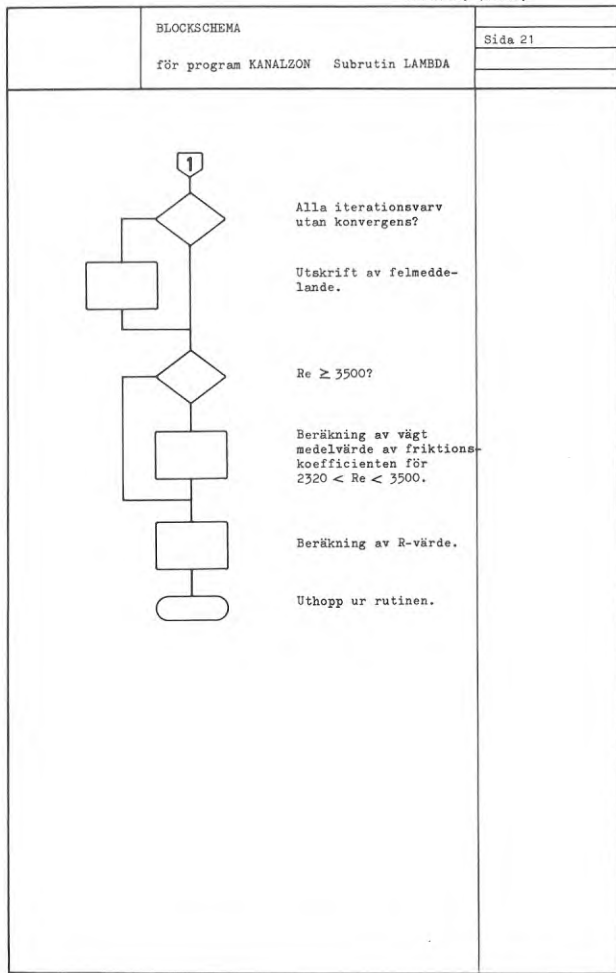 BLOCKSCHEMA
Sida 21
för program KANALZON Subrutin LAMBDA
1
Alla iterationsvarv
utan konvergens?
Utskrift av felmedde-
lande.
Re ≥ 3500?
Beräkning av vägt
medelvärde av friktions-
koefficienten för
2320 < Re < 3500.
Beräkning av R-värde.
Uthopp ur rutinen.